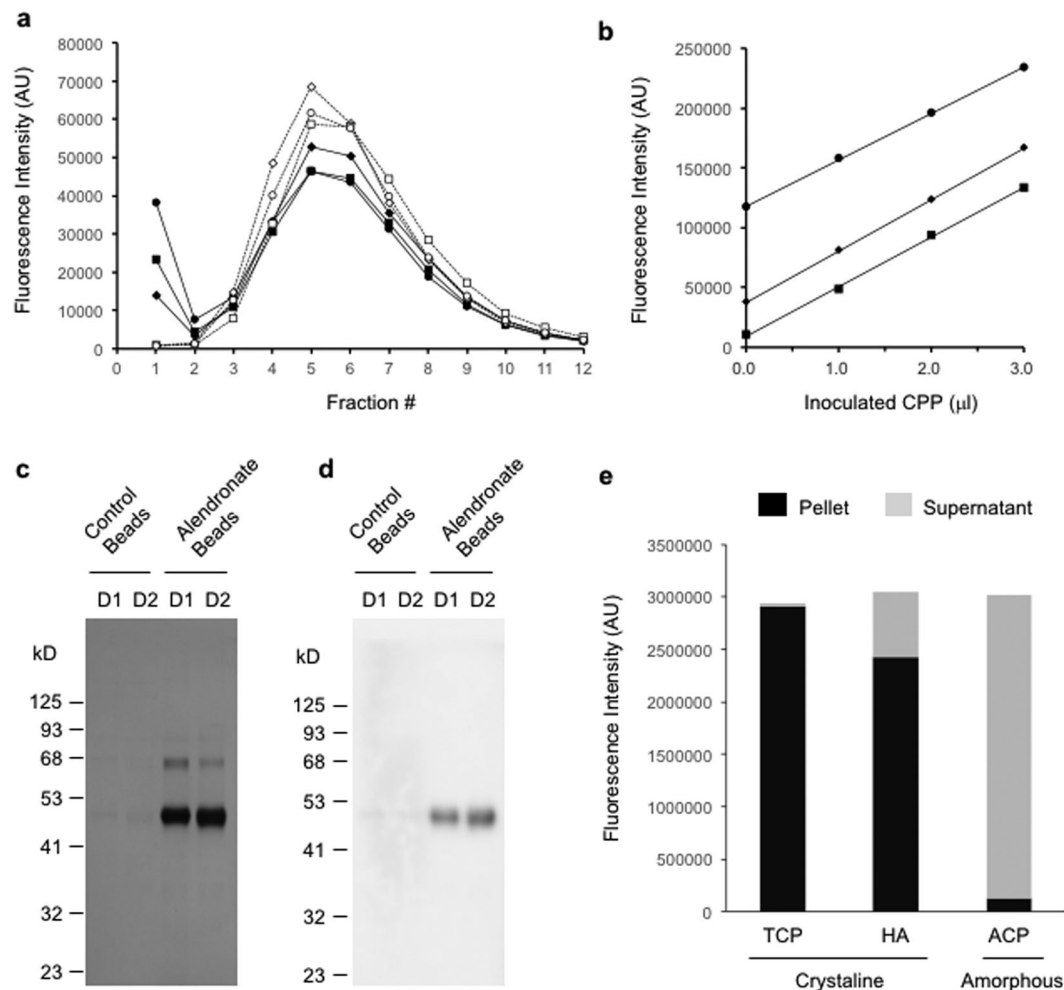 a
80000
70000
60000
50000
40000
30000
20000
10000
0
Fluorescence Intensity (AU)
0 1 2 3 4 5 6 7 8 9 10 11 12
Fraction #
b
250000
200000
150000
100000
50000
0
Fluorescence Intensity (AU)
0.0 1.0 2.0 3.0
Inoculated CPP (μl)
c
Control Beads
Alendronate Beads
D1 D2 D1 D2
kD
125
93
68
53
41
32
23
d
Control Beads
Alendronate Beads
D1 D2 D1 D2
kD
125
93
68
53
41
32
23
e
Pellet Supernatant
3500000
3000000
2500000
2000000
1500000
1000000
500000
0
Fluorescence Intensity (AU)
TCP HA ACP
Crystaline Amorphous